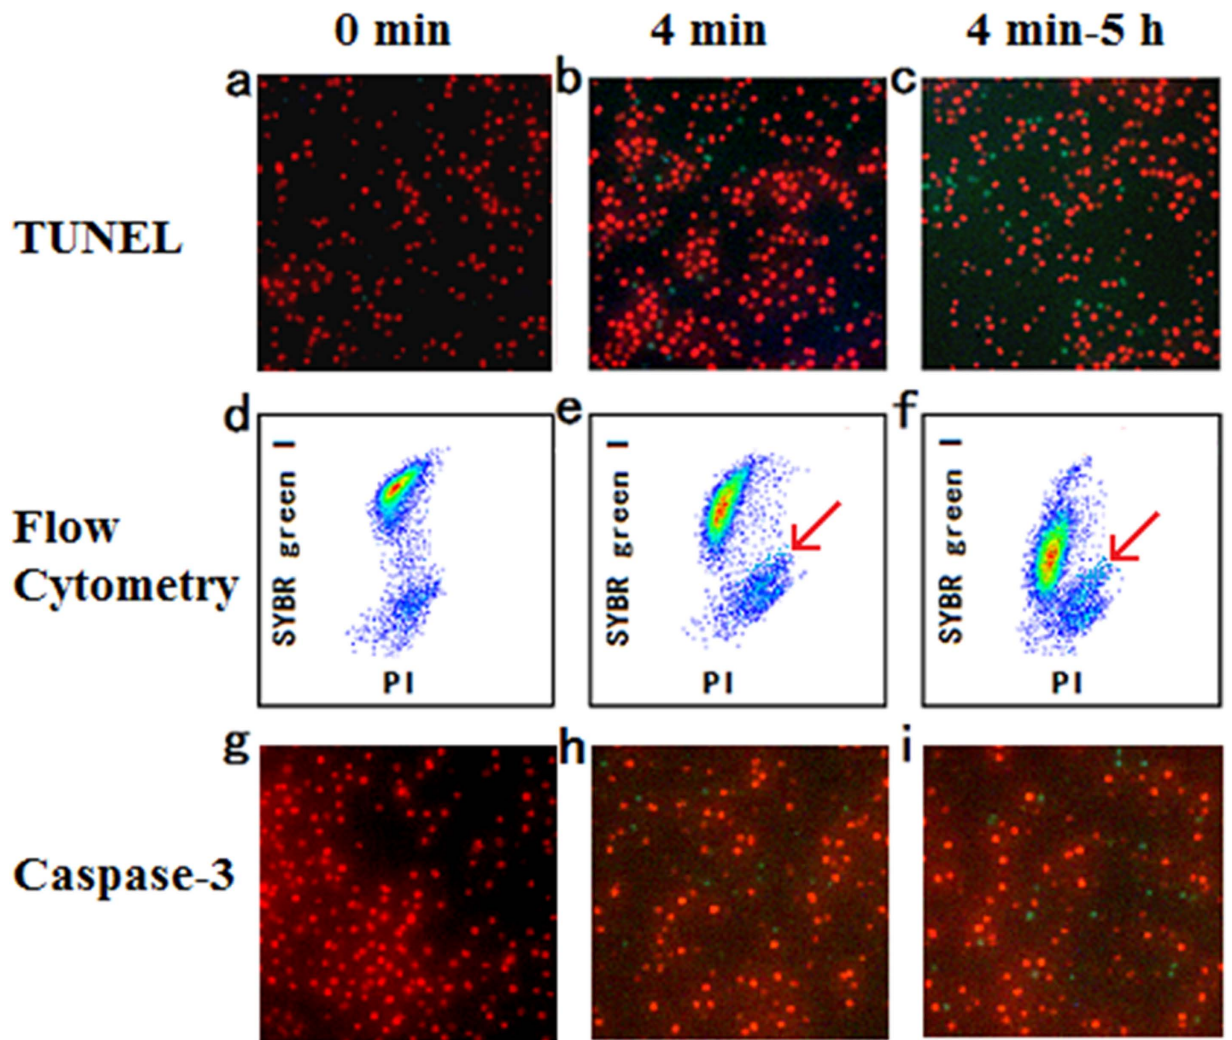 0 min 4 min 4 min-5 h
a b c
TUNEL
d e f
SYBR green I SYBR green I SYBR green I
Flow
Cytometry
PI PI PI
g h i
Caspase-3